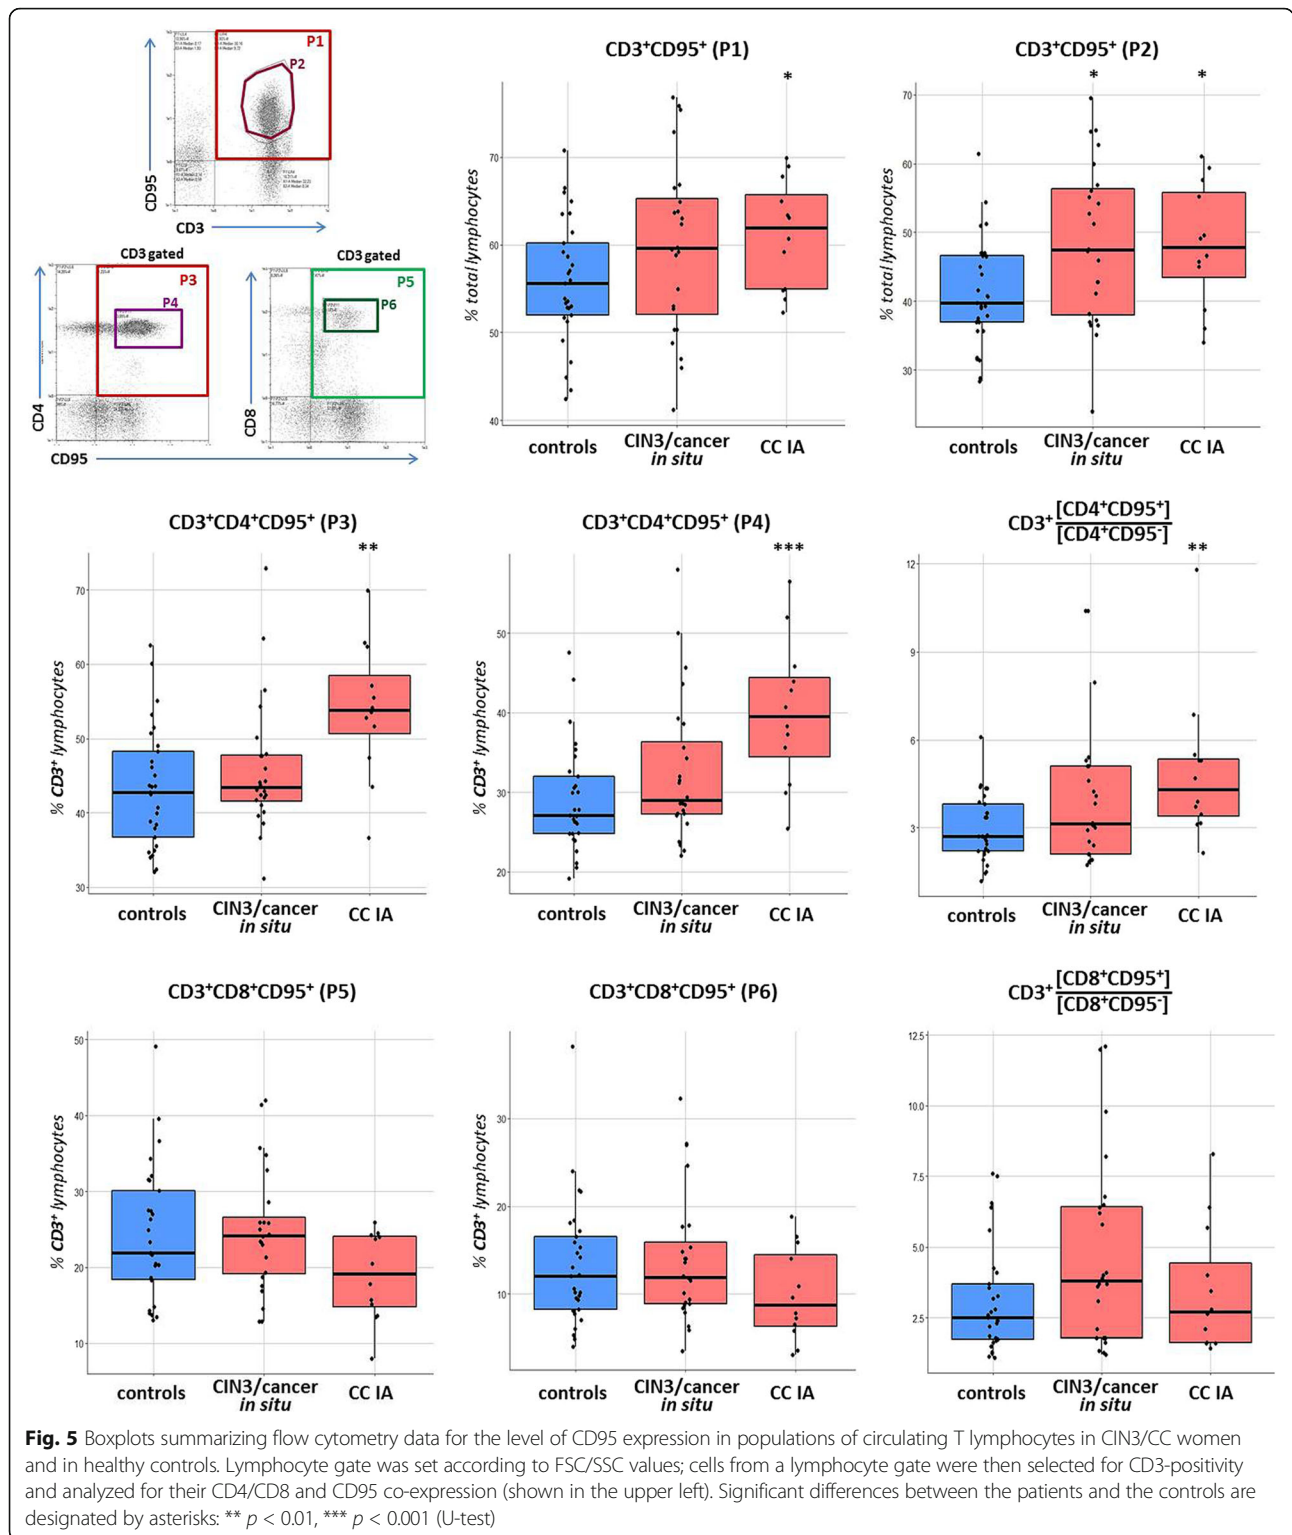 P1
P2
CD95
CD3
CD3 gated
P3
P4
CD4
CD3 gated
P5
P6
CD8
CD95
CD3⁺CD95⁺ (P1)
*
% total lymphocytes
70
60
50
40
controls
CIN3/cancer
in situ
CC IA
CD3⁺CD95⁺ (P2)
*
*
% total lymphocytes
70
60
50
40
30
controls
CIN3/cancer
in situ
CC IA
CD3⁺CD4⁺CD95⁺ (P3)
**
% CD3⁺ lymphocytes
70
60
50
40
30
controls
CIN3/cancer
in situ
CC IA
CD3⁺CD4⁺CD95⁺ (P4)
***
% CD3⁺ lymphocytes
50
40
30
20
controls
CIN3/cancer
in situ
CC IA
CD3⁺ [CD4⁺CD95⁺]
[CD4⁺CD95⁻]
**
12
9
6
3
controls
CIN3/cancer
in situ
CC IA
CD3⁺CD8⁺CD95⁺ (P5)
% CD3⁺ lymphocytes
50
40
30
20
10
controls
CIN3/cancer
in situ
CC IA
CD3⁺CD8⁺CD95⁺ (P6)
% CD3⁺ lymphocytes
30
20
10
controls
CIN3/cancer
in situ
CC IA
CD3⁺ [CD8⁺CD95⁺]
[CD8⁺CD95⁻]
12.5
10.0
7.5
5.0
2.5
controls
CIN3/cancer
in situ
CC IA
Fig. 5 Boxplots summarizing flow cytometry data for the level of CD95 expression in populations of circulating T lymphocytes in CIN3/CC women
and in healthy controls. Lymphocyte gate was set according to FSC/SSC values; cells from a lymphocyte gate were then selected for CD3-positivity
and analyzed for their CD4/CD8 and CD95 co-expression (shown in the upper left). Significant differences between the patients and the controls are
designated by asterisks: ** p < 0.01, *** p < 0.001 (U-test)